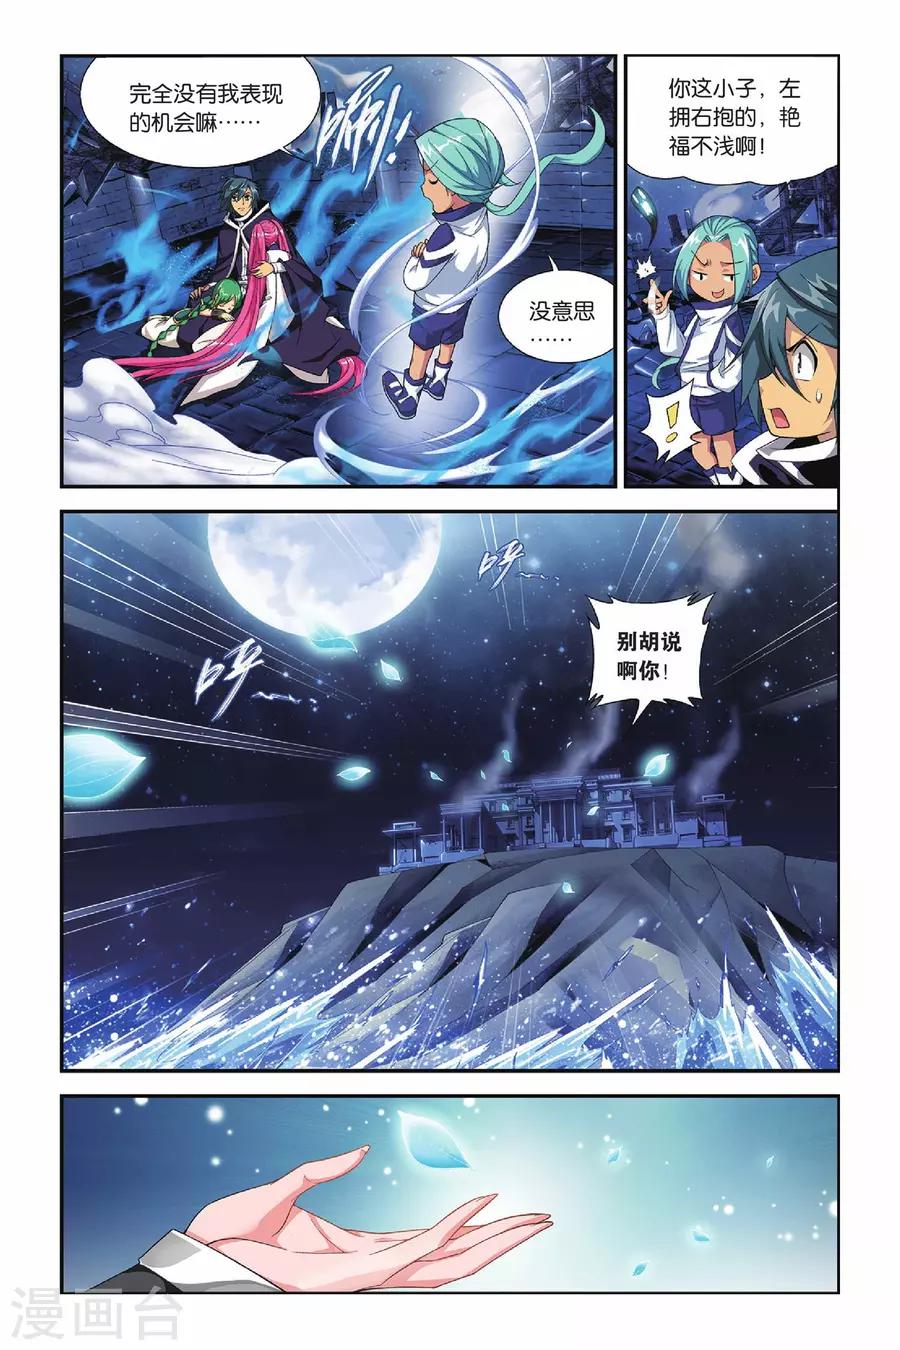 完全没有我表现
的机会嘛……
唰！
没意思
……
你这小子，左
拥右抱的，艳
福不浅啊！
！
呼～
呼～
别胡说
啊你！
漫画台